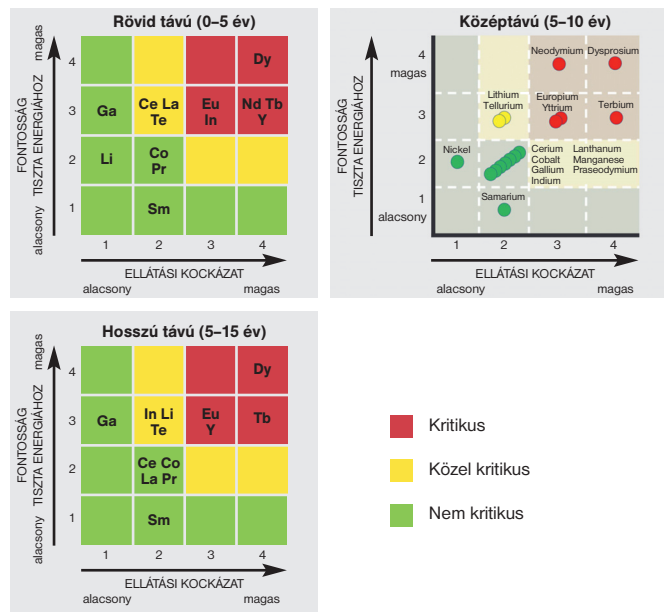 Rövid távú (0–5 év)
magas
FONTOSSÁG
TISZTA ENERGIÁHOZ
alacsony
4
3
2
1
Dy
Ga
Ce La
Te
Eu
In
Nd Tb
Y
Li
Co
Pr
Sm
1 2 3 4
ELLÁTÁSI KOCKÁZAT
alacsony magas
Középtávú (5–10 év)
FONTOSSÁG
TISZTA ENERGIÁHOZ
4
magas
3
2
1
alacsony
Neodymium Dysprosium
Lithium
Tellurium
Europium
Yttrium
Terbium
Nickel
Cerium
Cobalt
Gallium
Indium
Lanthanum
Manganese
Praseodymium
Samarium
1 2 3 4
ELLÁTÁSI KOCKÁZAT
alacsony magas
Hosszú távú (5–15 év)
magas
FONTOSSÁG
TISZTA ENERGIÁHOZ
alacsony
4
3
2
1
Dy
Ga
In Li
Te
Eu
Y
Tb
Ce Co
La Pr
Sm
1 2 3 4
ELLÁTÁSI KOCKÁZAT
alacsony magas
Kritikus
Közel kritikus
Nem kritikus